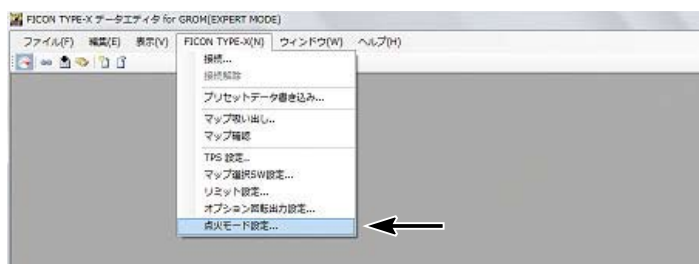 FICON TYPE-X データエディタ for GROM(EXPERT MODE)
ファイル(F) 編集(E) 表示(V) FICON TYPE-X(N) ウィンドウ(W) ヘルプ(H)
接続...
接続解除
プリセットデータ書き込み...
マップ吸い出し...
マップ確認
TPS 設定...
マップ選択SW設定...
リミット設定...
オプション回転出力設定...
点火モード設定...